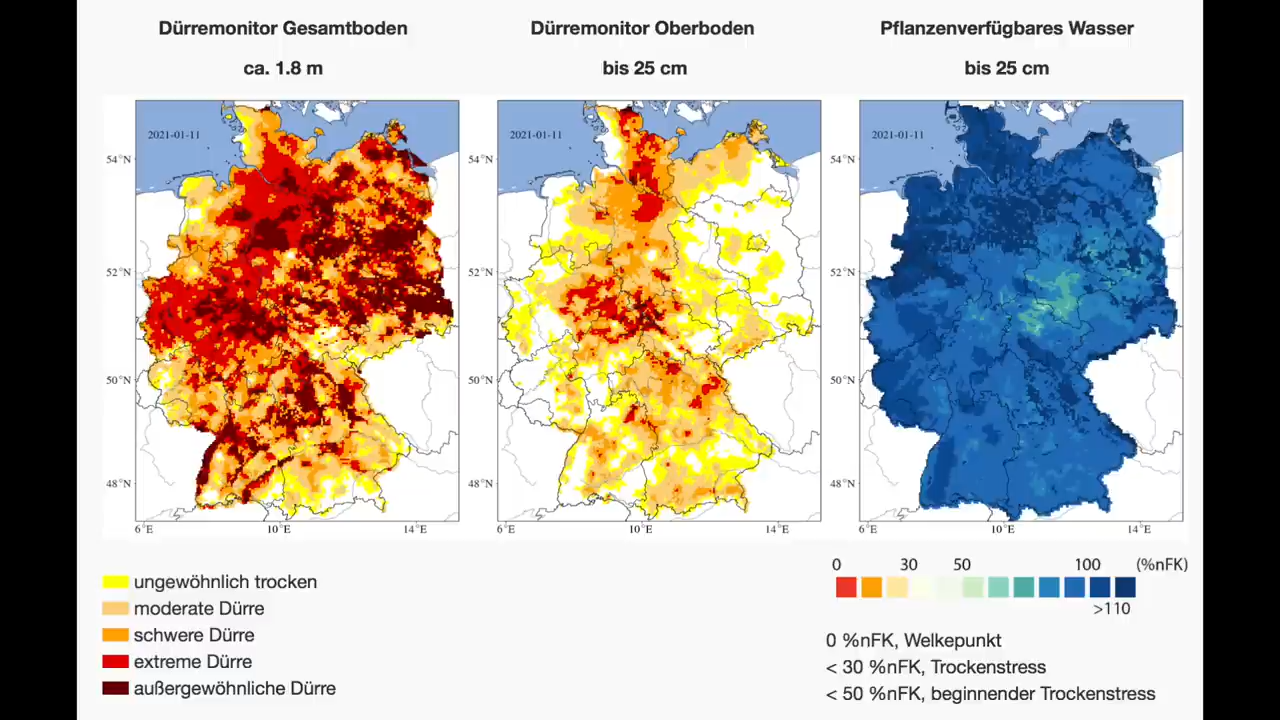 Dürremonitor Gesamtboden
ca. 1.8 m
Dürremonitor Oberboden
bis 25 cm
Pflanzenverfügbares Wasser
bis 25 cm
2021-01-11
54°N
52°N
50°N
48°N
6°E
10°E
14°E
2021-01-11
54°N
52°N
50°N
48°N
6°E
10°E
14°E
2021-01-11
54°N
52°N
50°N
48°N
6°E
10°E
14°E
ungewöhnlich trocken
moderate Dürre
schwere Dürre
extreme Dürre
außergewöhnliche Dürre
0 30 50 100 (%nFK)
>110
0 %nFK, Welkepunkt
< 30 %nFK, Trockenstress
< 50 %nFK, beginnender Trockenstress